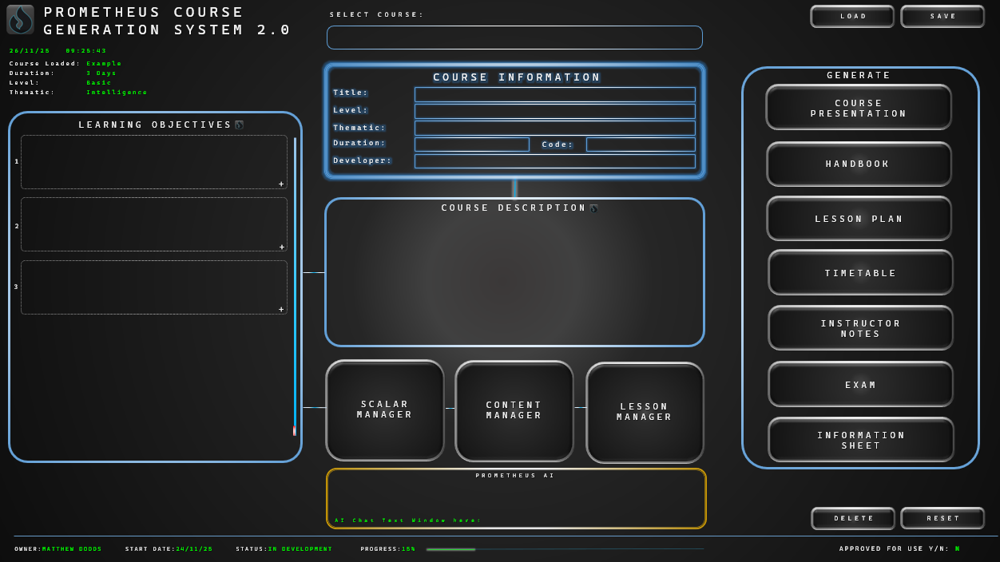 PROMETHEUS COURSE
GENERATION SYSTEM 2.0
26/11/25 09:25:43
Course Loaded: Example
Duration: 3 Days
Level: Basic
Thematic: Intelligence
SELECT COURSE:
LOAD
SAVE
LEARNING OBJECTIVES
1
+
2
+
3
+
COURSE INFORMATION
Title:
Level:
Thematic:
Duration:
Code:
Developer:
COURSE DESCRIPTION
SCALAR
MANAGER
CONTENT
MANAGER
LESSON
MANAGER
PROMETHEUS AI
AI Chat Text Window here:
GENERATE
COURSE
PRESENTATION
HANDBOOK
LESSON PLAN
TIMETABLE
INSTRUCTOR
NOTES
EXAM
INFORMATION
SHEET
DELETE
RESET
OWNER:MATTHEW DODDS START DATE:24/11/25 STATUS:IN DEVELOPMENT PROGRESS:15% APPROVED FOR USE Y/N: N